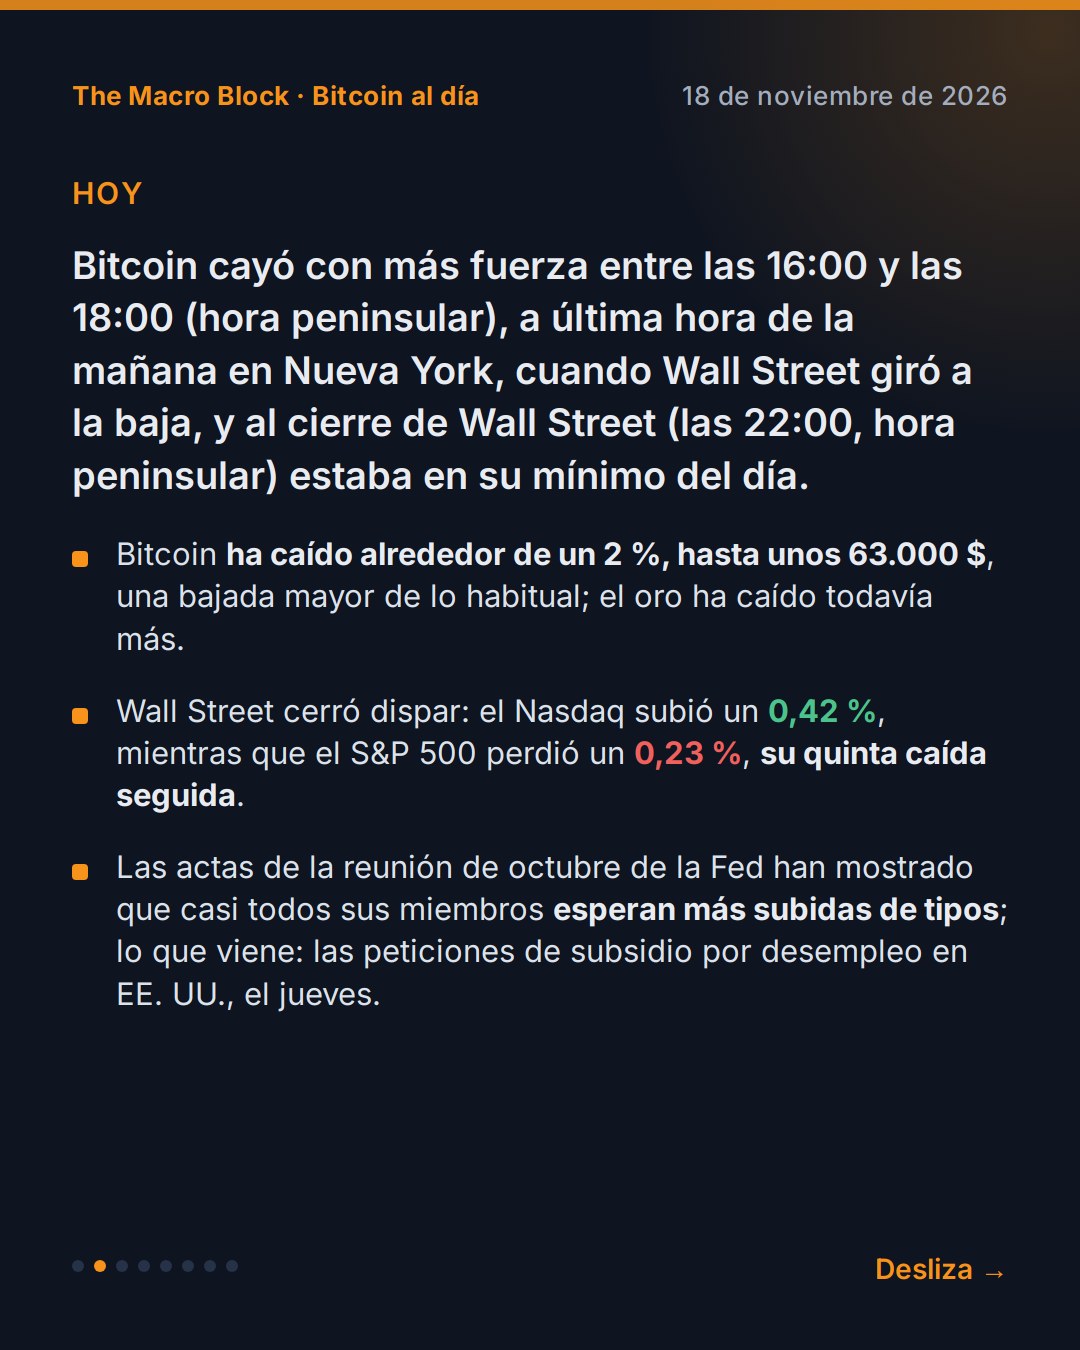 The Macro Block · Bitcoin al día
18 de noviembre de 2026
HOY
Bitcoin cayó con más fuerza entre las 16:00 y las
18:00 (hora peninsular), a última hora de la
mañana en Nueva York, cuando Wall Street giró a
la baja, y al cierre de Wall Street (las 22:00, hora
peninsular) estaba en su mínimo del día.
Bitcoin ha caído alrededor de un 2 %, hasta unos 63.000 $,
una bajada mayor de lo habitual; el oro ha caído todavía
más.
Wall Street cerró dispar: el Nasdaq subió un 0,42 %,
mientras que el S&P 500 perdió un 0,23 %, su quinta caída
seguida.
Las actas de la reunión de octubre de la Fed han mostrado
que casi todos sus miembros esperan más subidas de tipos;
lo que viene: las peticiones de subsidio por desempleo en
EE. UU., el jueves.
Desliza →